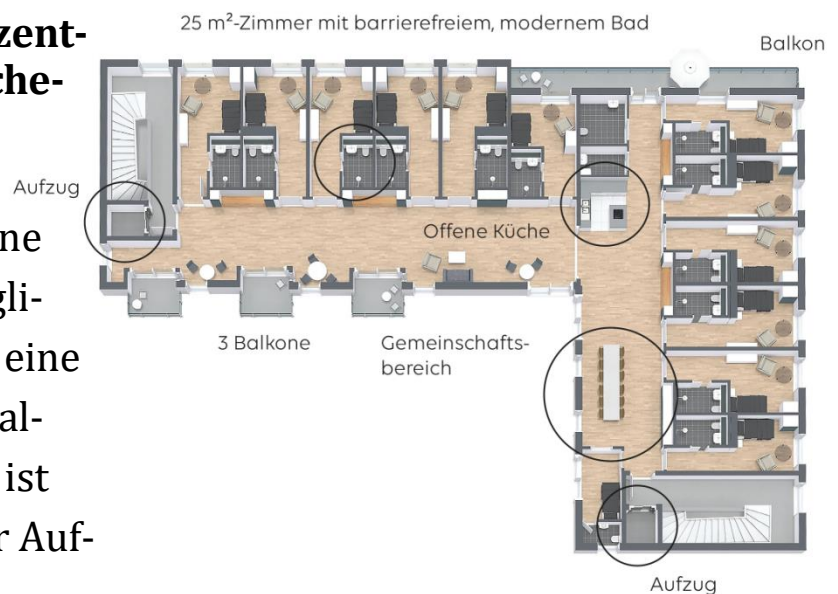 zent-
che-
ne
gli-
eine
al-
ist
r Auf-
25 m²-Zimmer mit barrierefreiem, modernem Bad
Balkon
Aufzug
Offene Küche
3 Balkone
Gemeinschafts-
bereich
Aufzug